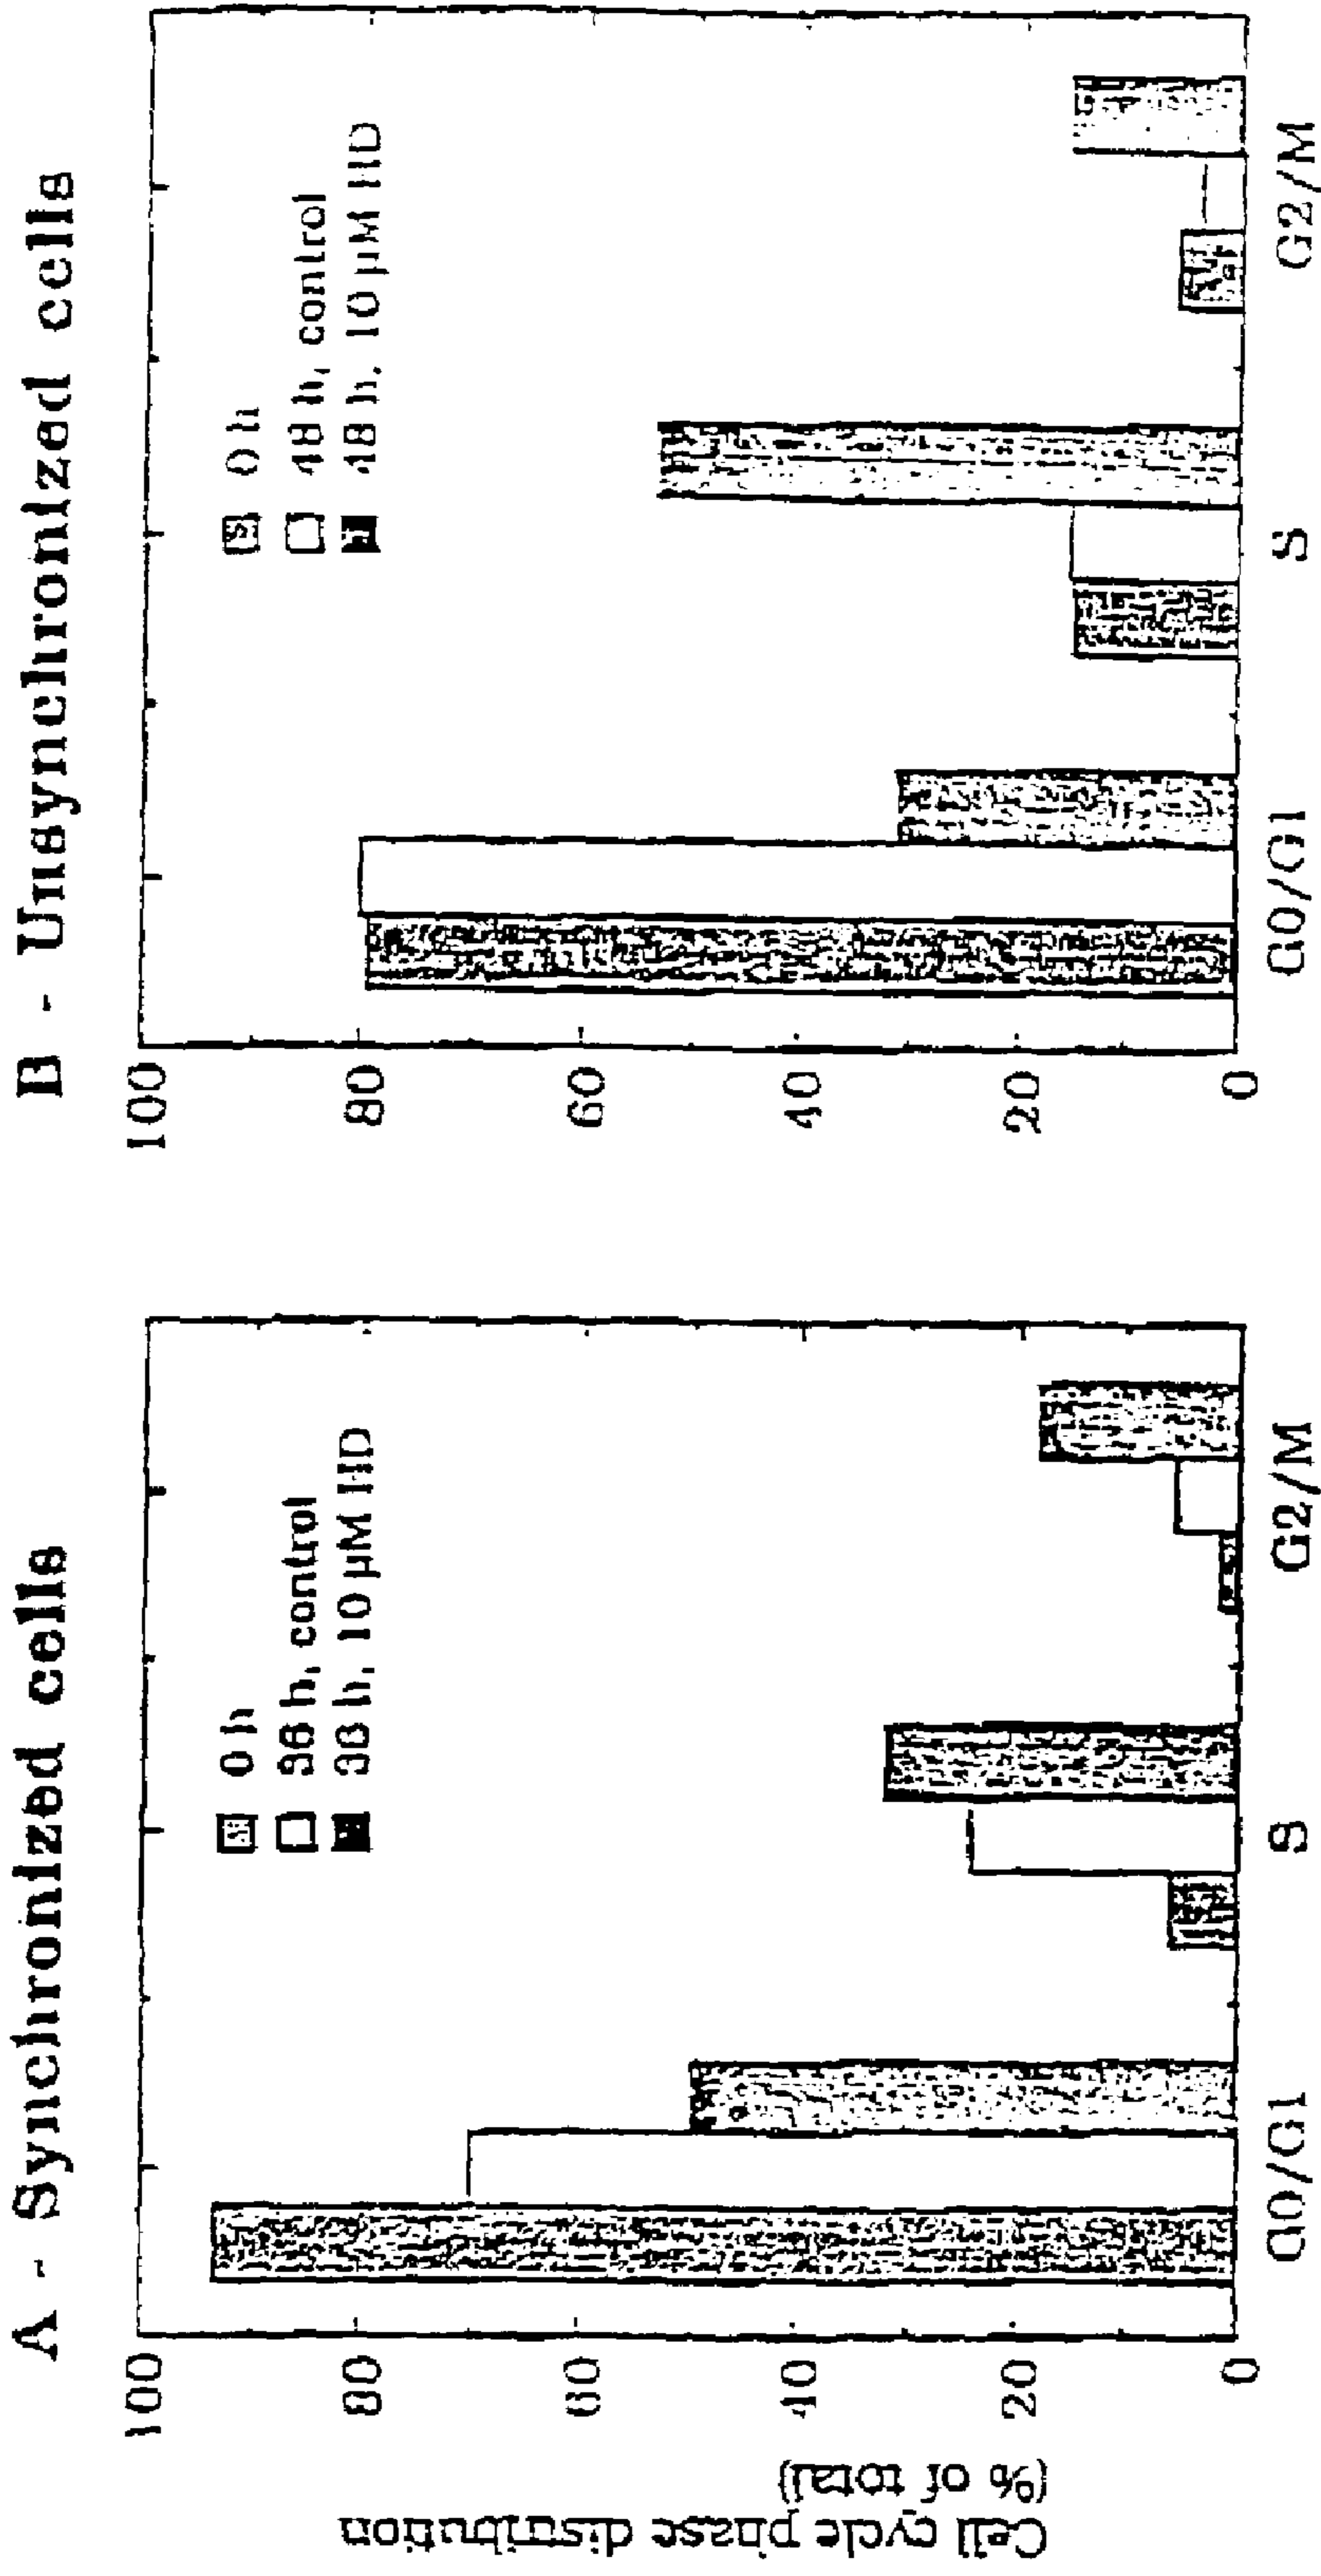 A - Synchronized cells
0 h
36 h, control
36 h, 10 µM HD
100
80
60
40
20
0
G0/G1
S
G2/M
Cell cycle phase distribution
(% of total)
B - Unsynchronized cells
0 h
48 h, control
48 h, 10 µM HD
100
80
60
40
20
0
G0/G1
S
G2/M